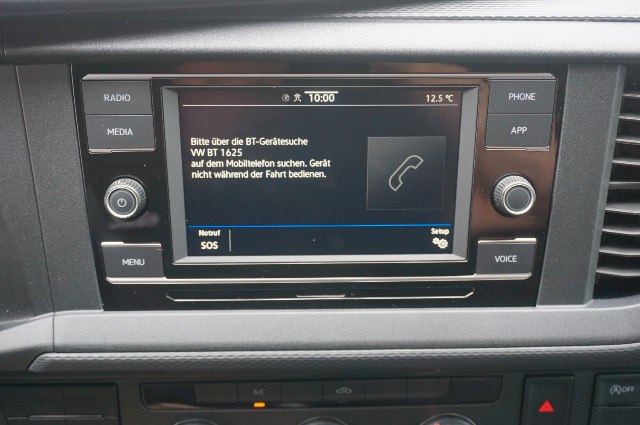 RADIO
MEDIA
MENU
10:00
12.5 °C
Bitte über die BT-Gerätesuche
VW BT 1625
auf dem Mobiltelefon suchen. Gerät
nicht während der Fahrt bedienen.
Notruf
SOS
Setup
PHONE
APP
VOICE
A/C
OFF